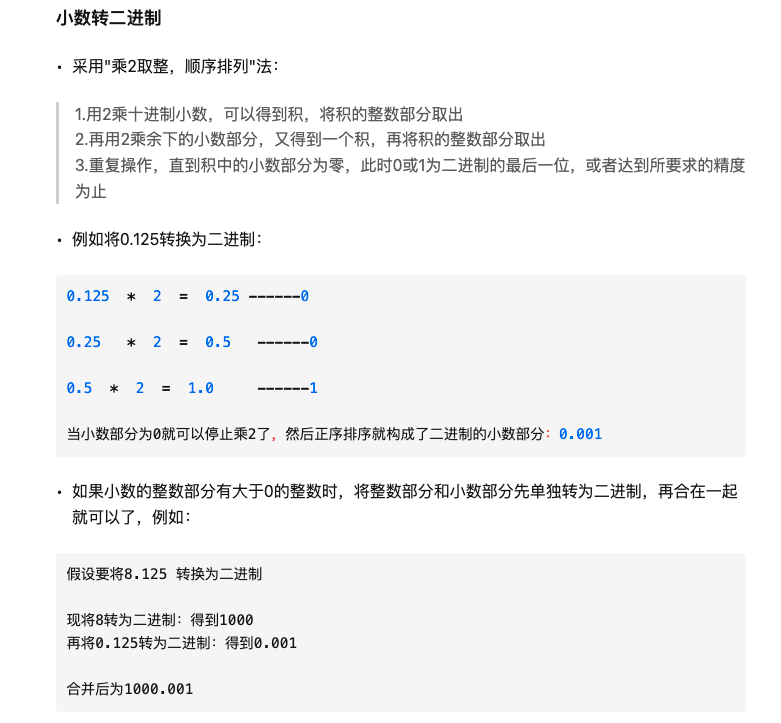 小数转二进制
• 采用"乘2取整，顺序排列"法：
1.用2乘十进制小数，可以得到积，将积的整数部分取出
2.再用2乘余下的小数部分，又得到一个积，再将积的整数部分取出
3.重复操作，直到积中的小数部分为零，此时0或1为二进制的最后一位，或者达到所要求的精度
为止
• 例如将0.125转换为二进制：
0.125  *  2  =  0.25 ------0
0.25   *  2  =  0.5   ------0
0.5  *  2  =  1.0     ------1
当小数部分为0就可以停止乘2了，然后正序排序就构成了二进制的小数部分：0.001
• 如果小数的整数部分有大于0的整数时，将整数部分和小数部分先单独转为二进制，再合在一起
就可以了，例如：
假设要将8.125 转换为二进制
现将8转为二进制：得到1000
再将0.125转为二进制：得到0.001
合并后为1000.001